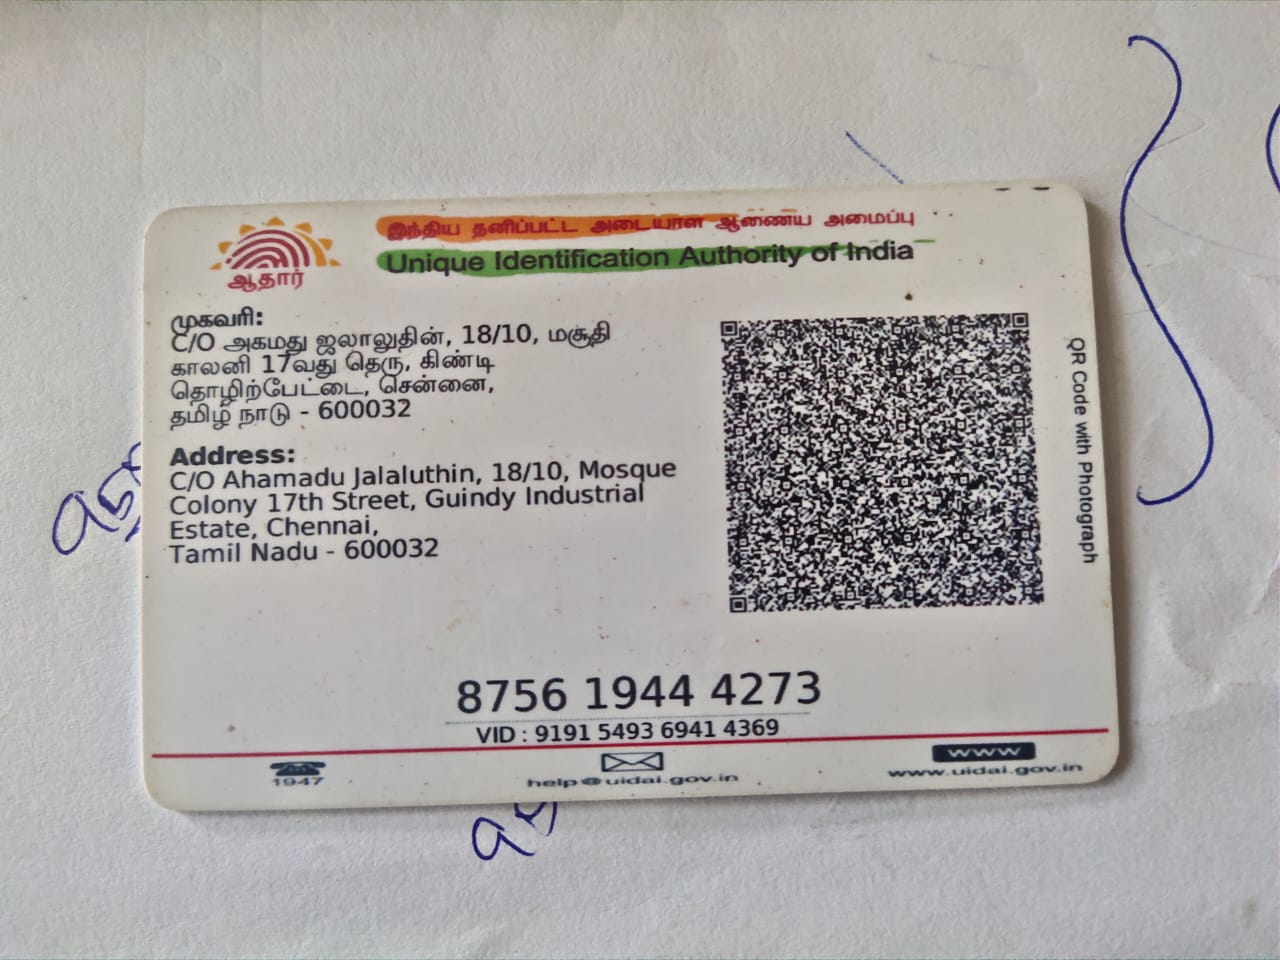 இந்திய தனிப்பட்ட அடையாள ஆணைய அமைப்பு
Unique Identification Authority of India
ஆதார்
முகவரி:
C/O அகமது ஜலாலுதின், 18/10, மசூதி
காலனி 17வது தெரு, கிண்டி
தொழிற்பேட்டை, சென்னை,
தமிழ் நாடு - 600032
Address:
C/O Ahamadu Jalaluthin, 18/10, Mosque
Colony 17th Street, Guindy Industrial
Estate, Chennai,
Tamil Nadu - 600032
QR Code with Photograph
8756 1944 4273
VID : 9191 5493 6941 4369
1947
help@uidai.gov.in
www
www.uidai.gov.in